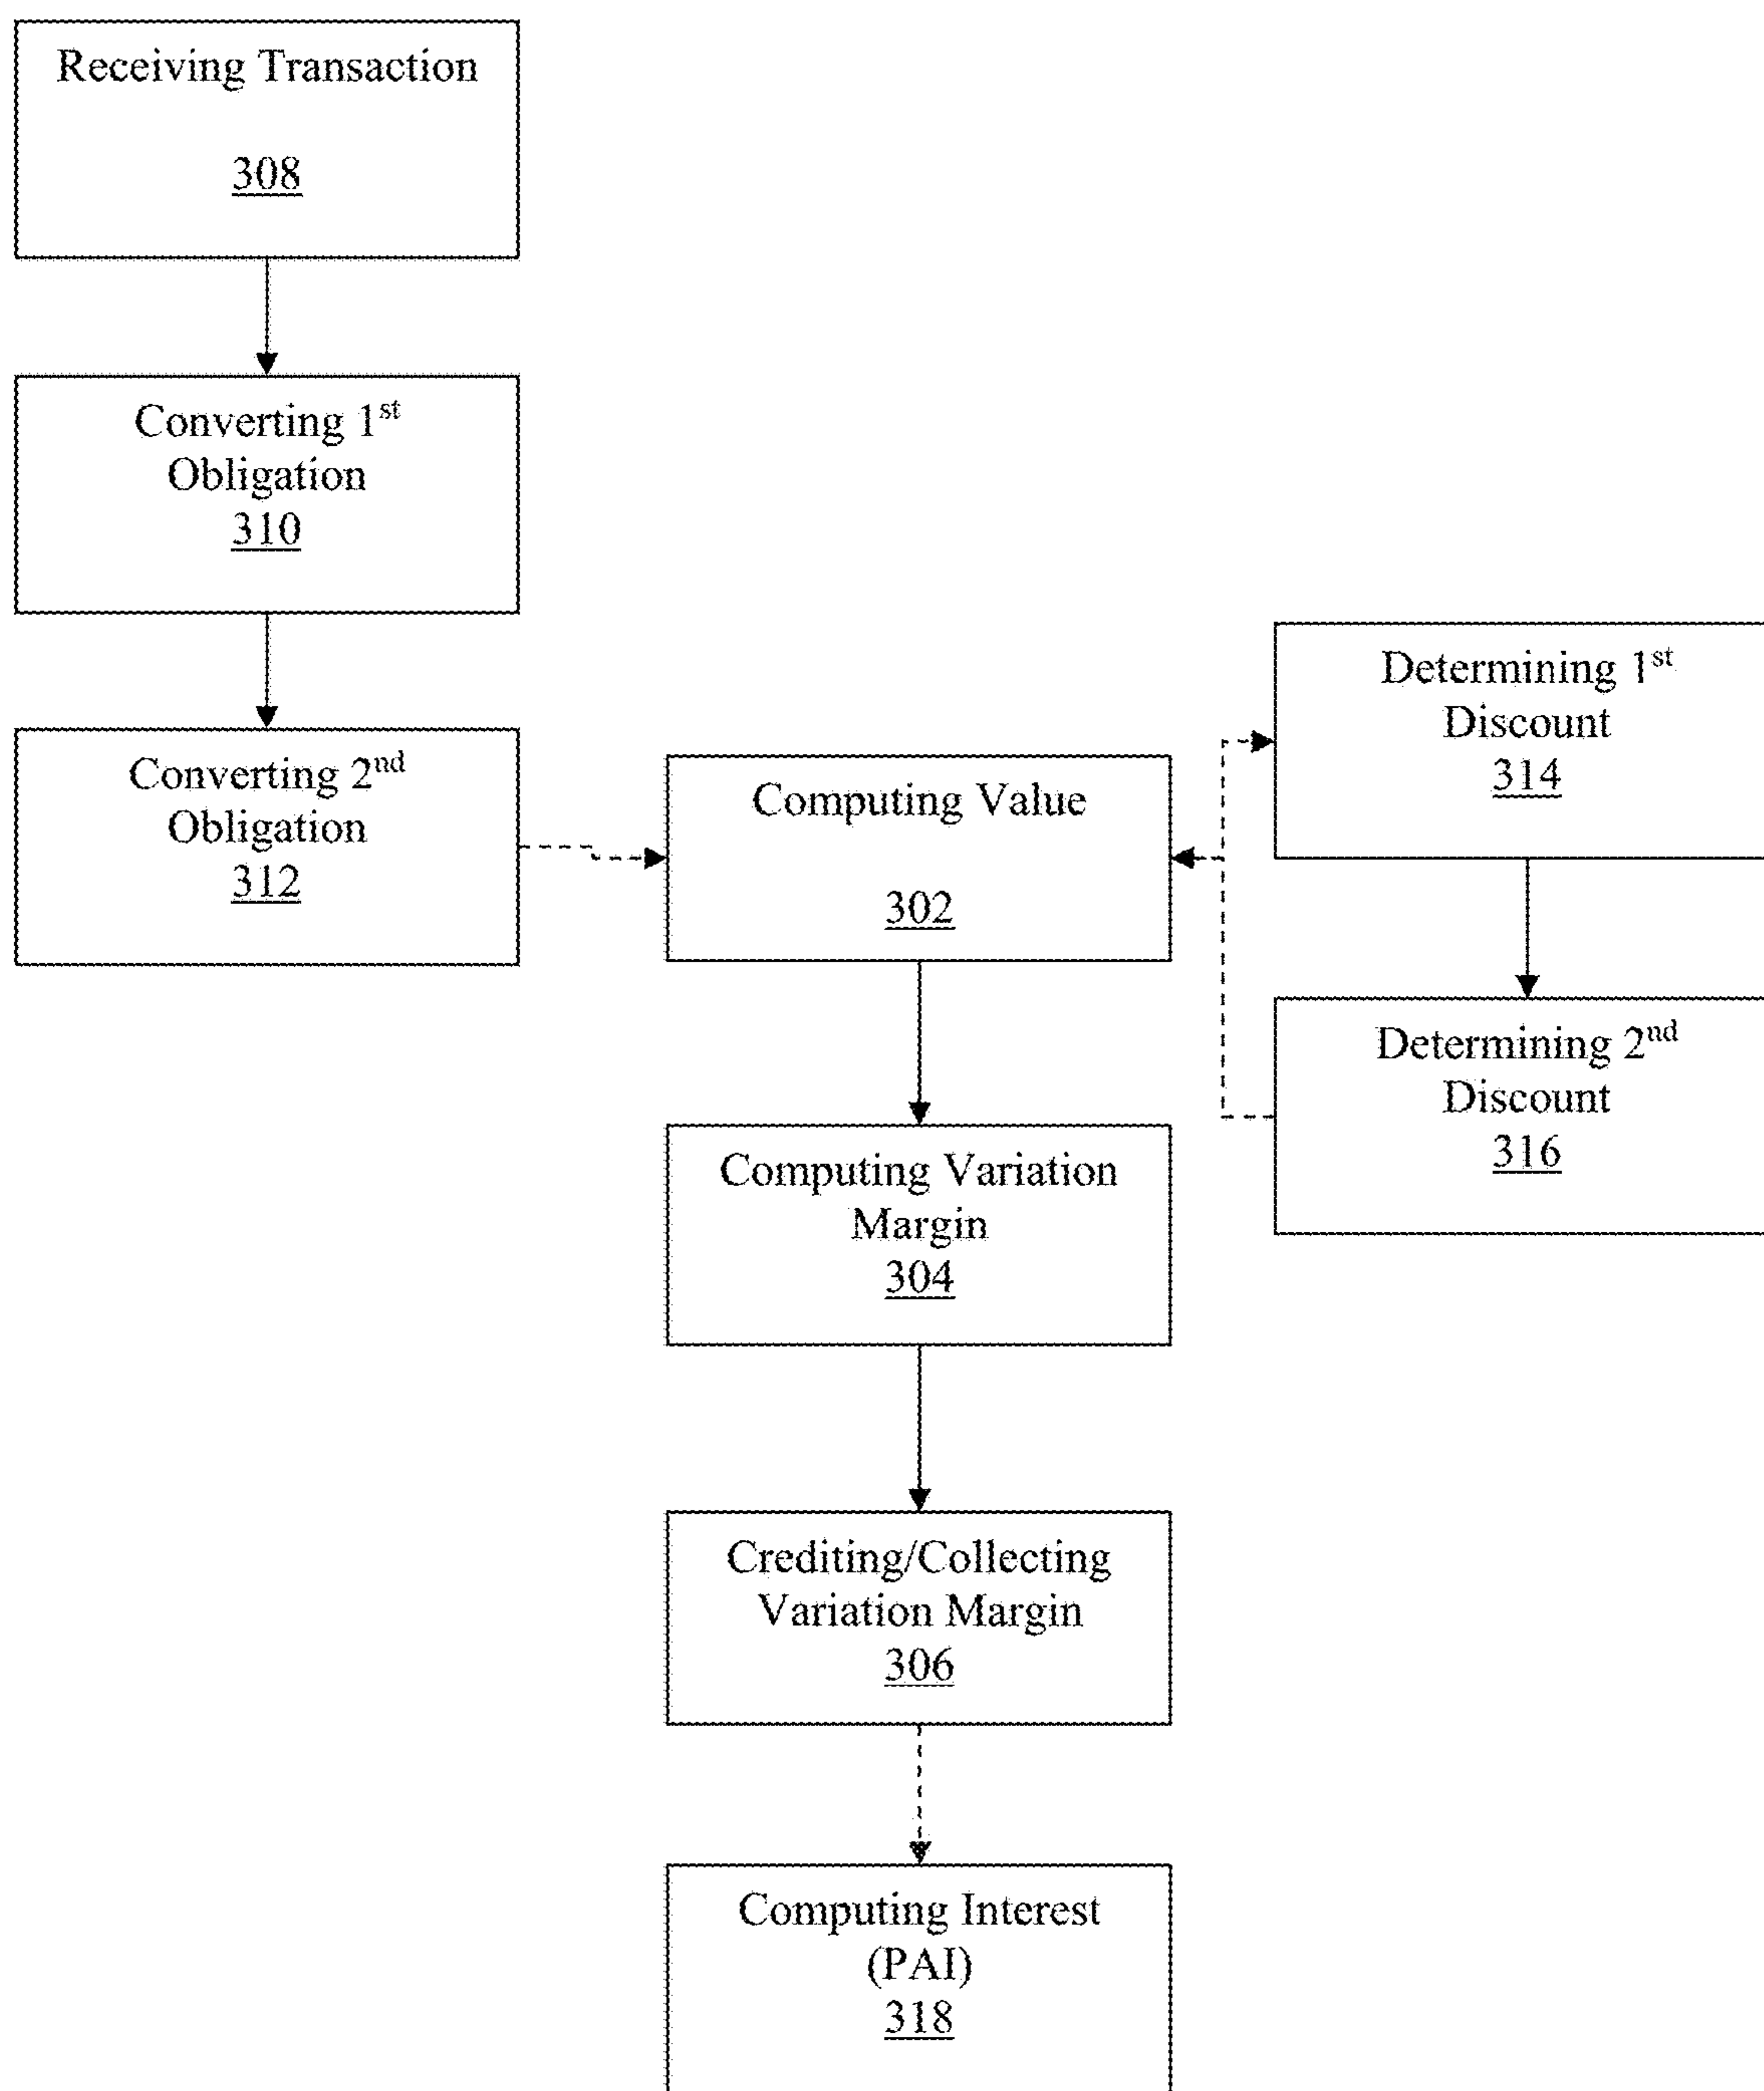 Receiving Transaction
308
Converting 1st
Obligation
310
Converting 2nd
Obligation
312
Computing Value
302
Determining 1st
Discount
314
Determining 2nd
Discount
316
Computing Variation
Margin
304
Crediting/Collecting
Variation Margin
306
Computing Interest
(PAI)
318